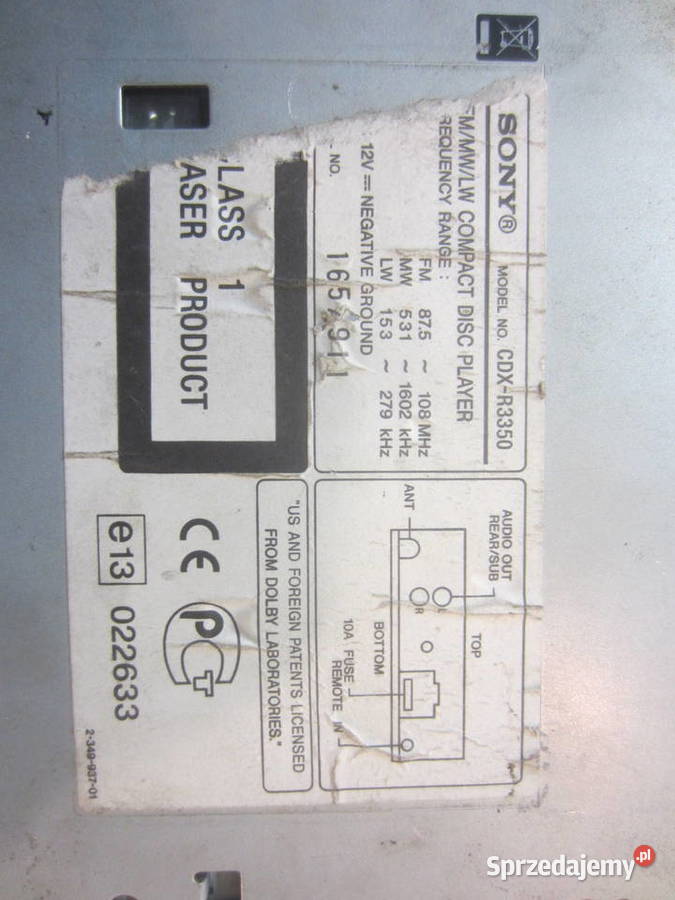 SONY® MODEL NO. CDX-R3350
FM/MW/LW COMPACT DISC PLAYER
REQUENCY RANGE :
FM 87.5 ~ 108 MHz
MW 531 ~ 1602 kHz
LW 153 ~ 279 kHz
12V ⎓ NEGATIVE GROUND
NO.
LASS 1
ASER PRODUCT
AUDIO OUT
REAR/SUB
TOP
ANT
L
R
BOTTOM
10A FUSE
REMOTE IN
"US AND FOREIGN PATENTS LICENSED
FROM DOLBY LABORATORIES."
CE
PCT
e13 022633
2-349-937-01
Sprzedajemy.pl